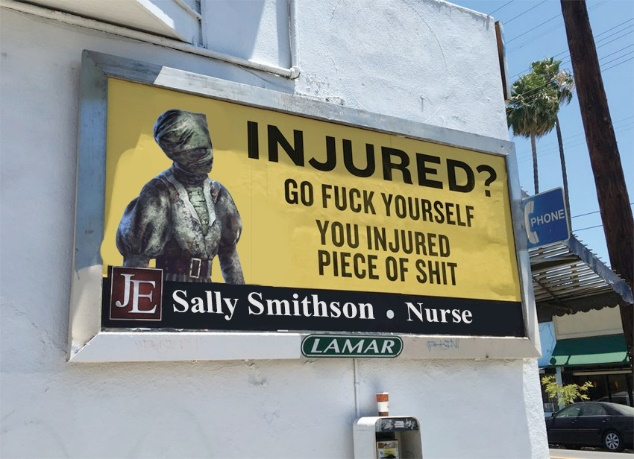 INJURED?
GO FUCK YOURSELF
YOU INJURED
PIECE OF SHIT
JE
Sally Smithson • Nurse
LAMAR
PHONE